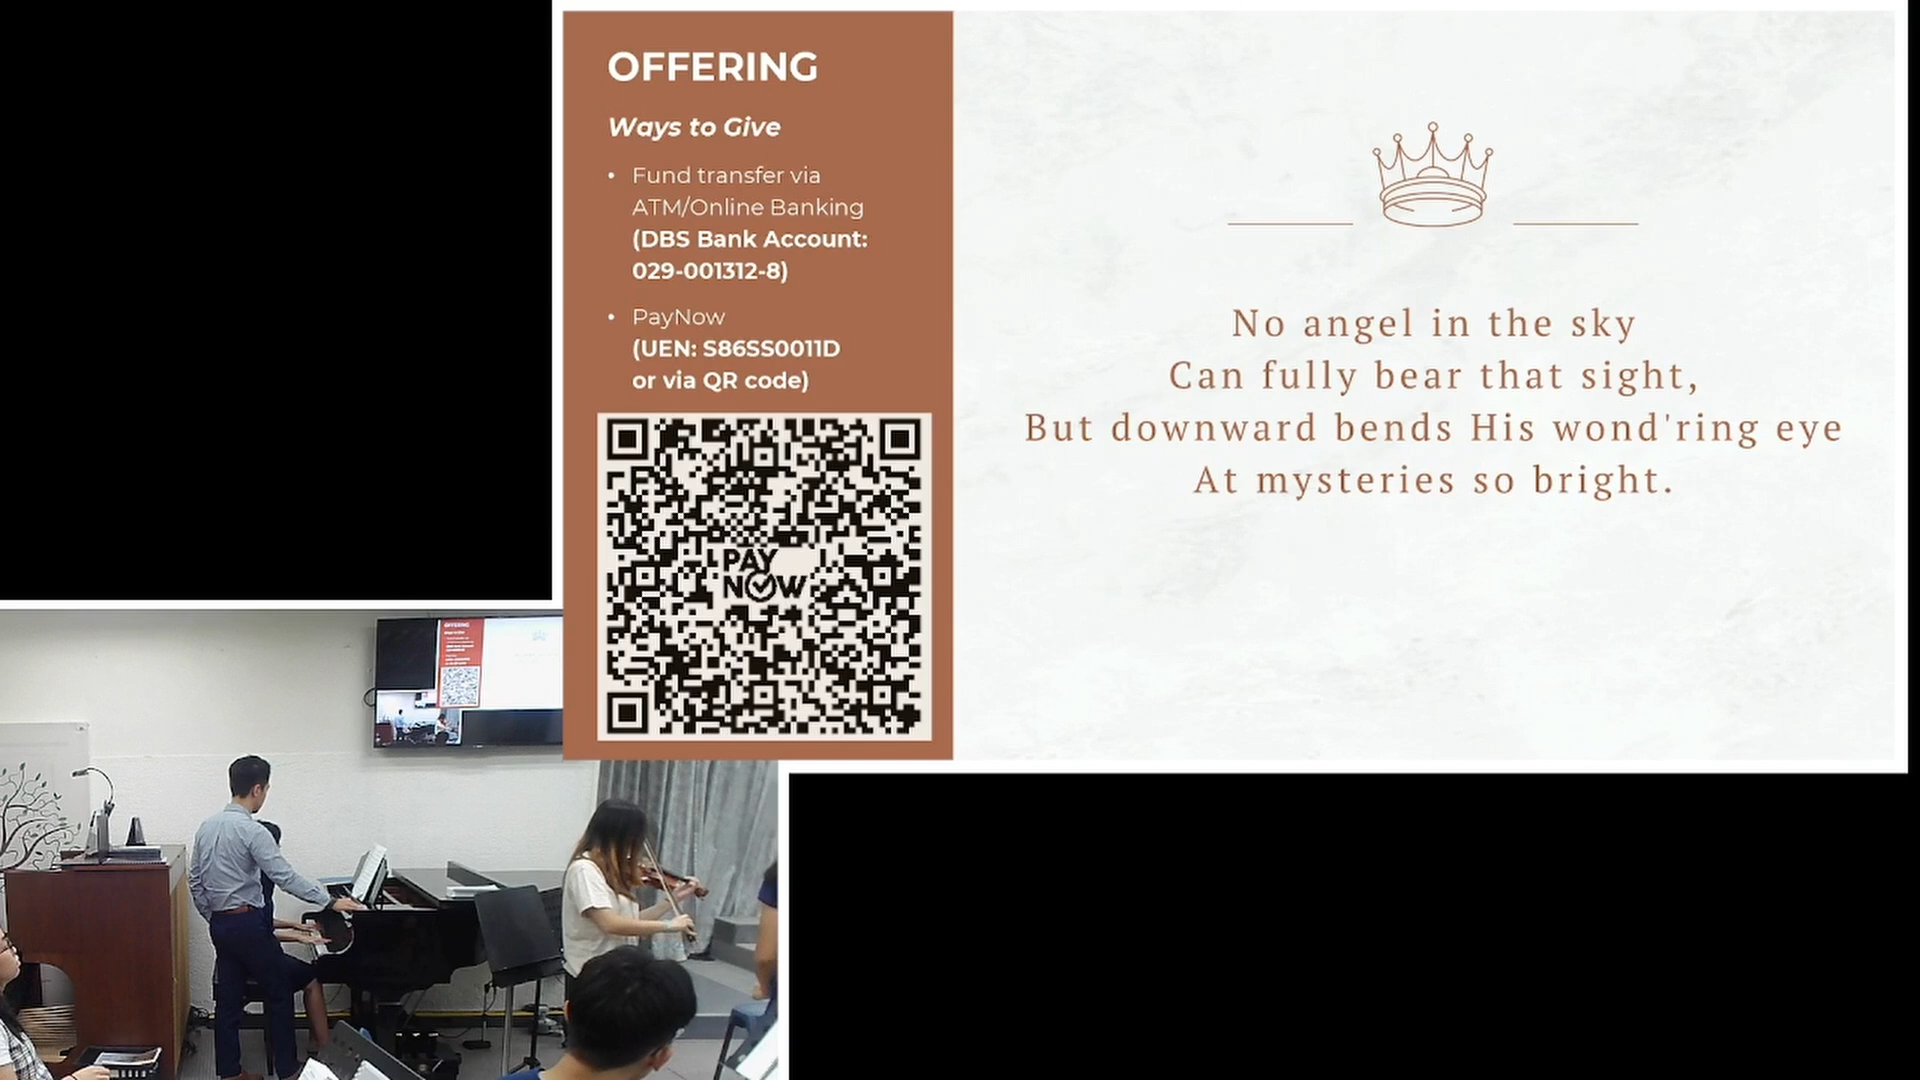 OFFERING
Ways to Give
• Fund transfer via
ATM/Online Banking
(DBS Bank Account:
029-001312-8)
• PayNow
(UEN: S86SS0011D
or via QR code)
PAY
NOW
No angel in the sky
Can fully bear that sight,
But downward bends His wond'ring eye
At mysteries so bright.
OFFERING